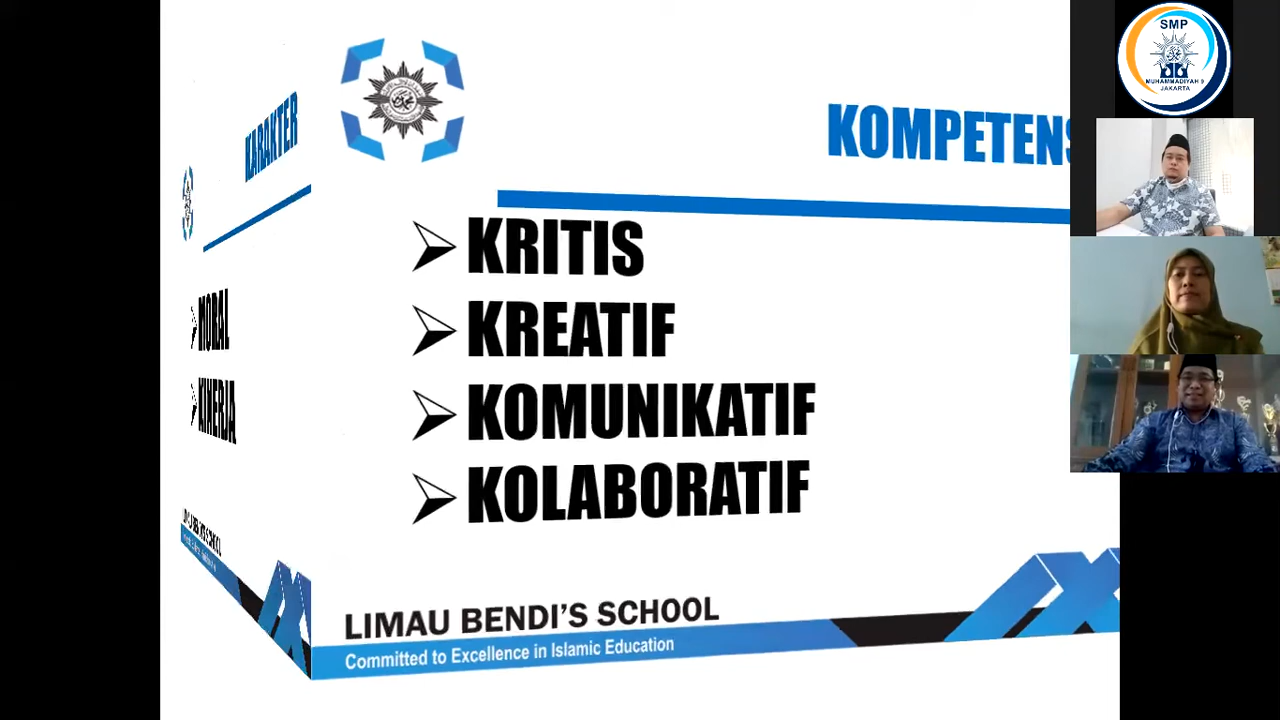 KARAKTER
MORAL
KINERJA
KOMPETENS
KRITIS
KREATIF
KOMUNIKATIF
KOLABORATIF
LIMAU BENDI'S SCHOOL
Committed to Excellence in Islamic Education
SMP
MUHAMMADIYAH 9
JAKARTA